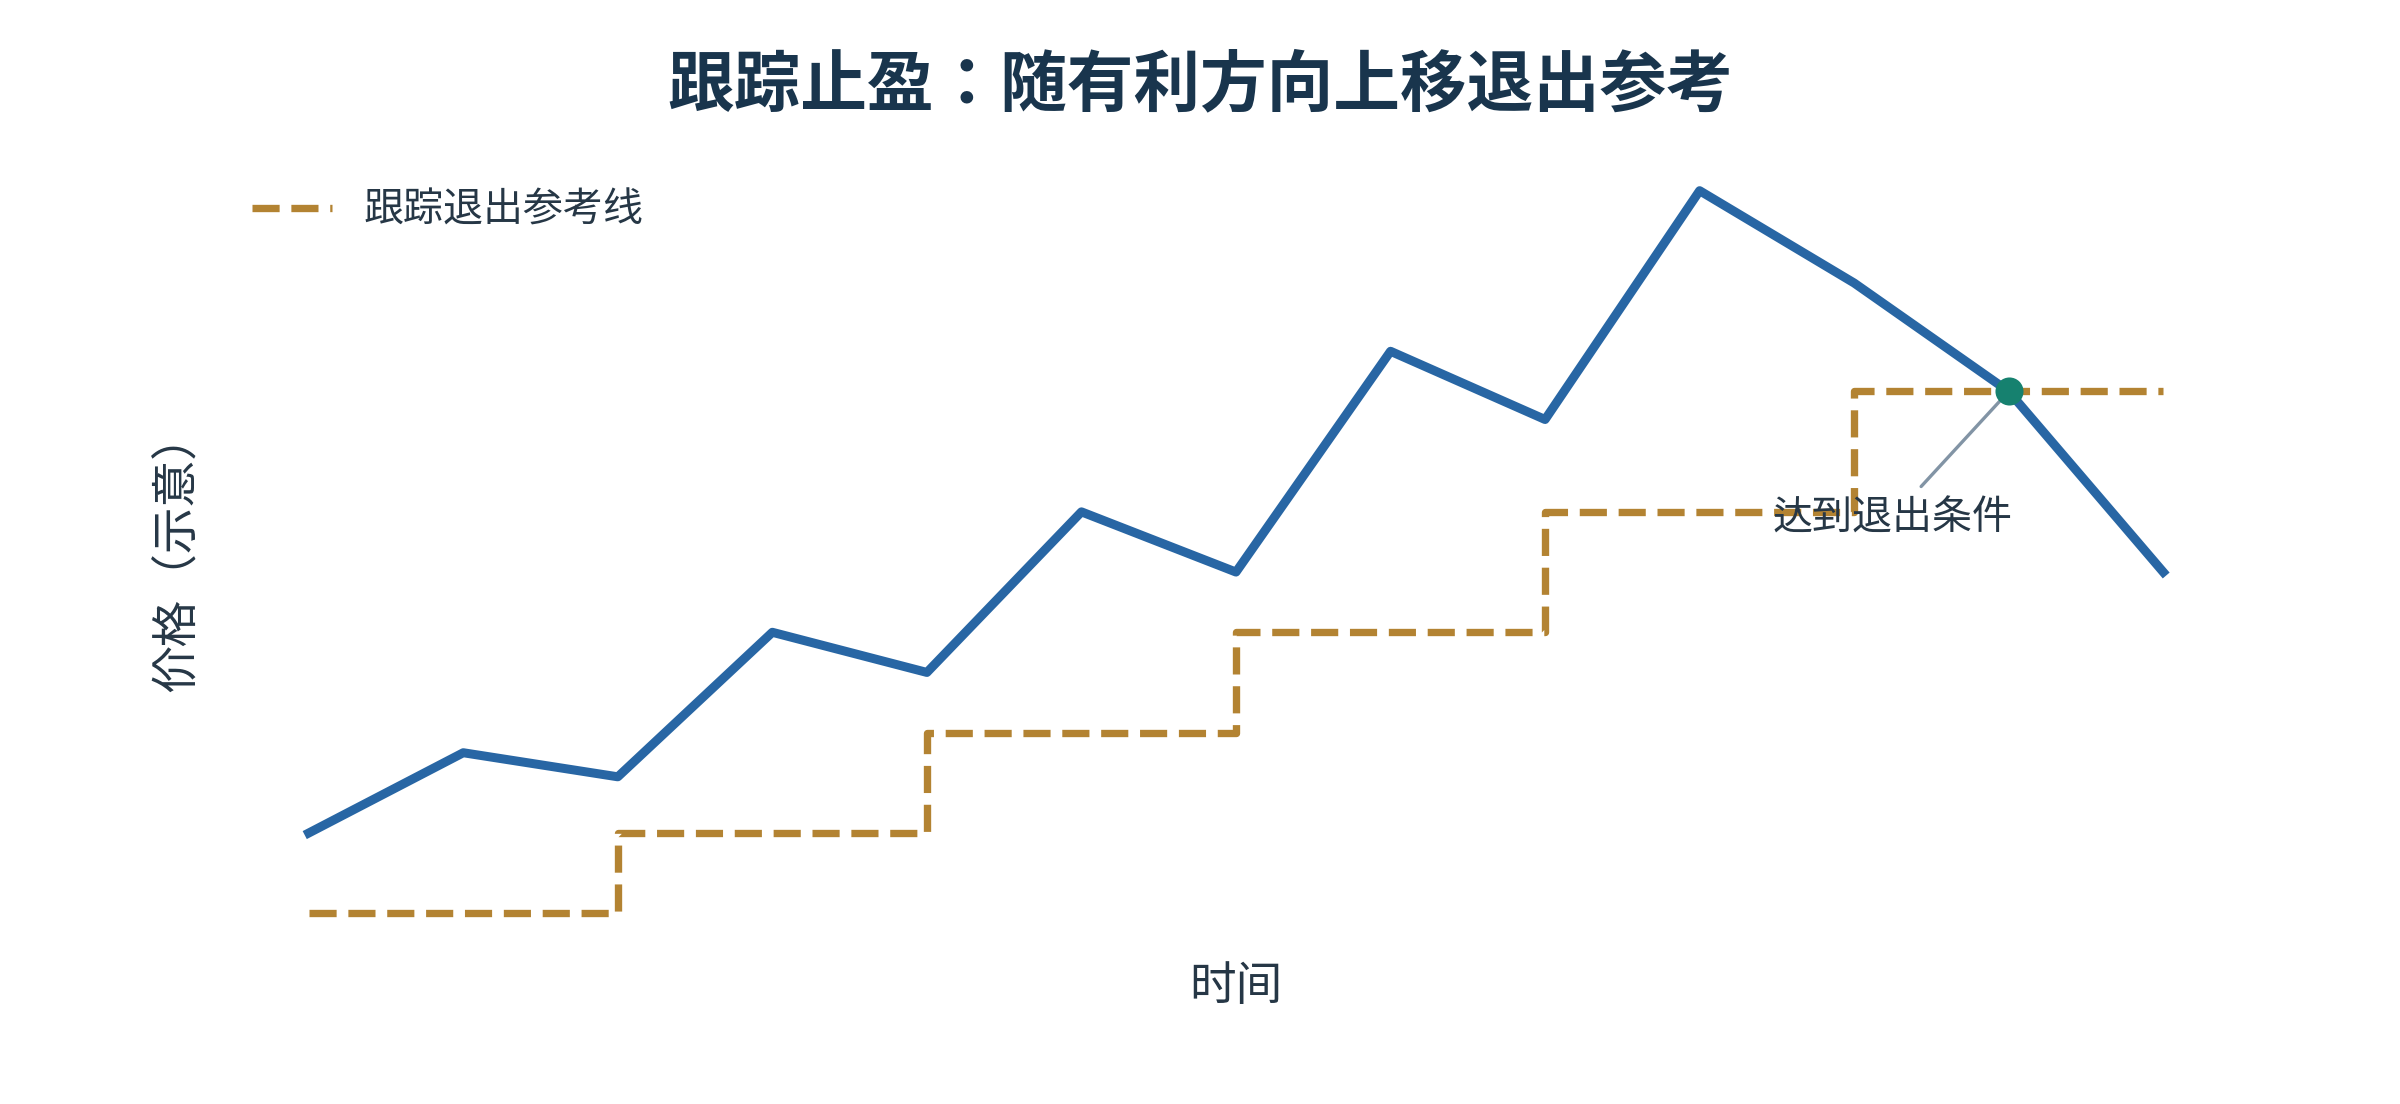 跟踪止盈：随有利方向上移退出参考
跟踪退出参考线
价格（示意）
达到退出条件
时间